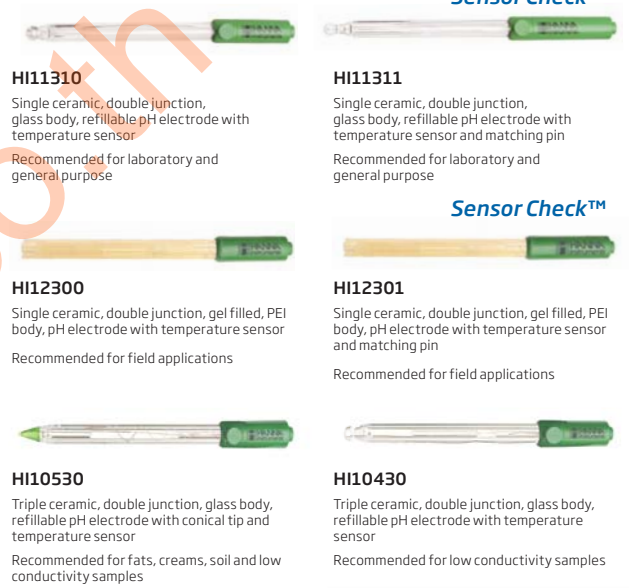 Sensor Check
HI11310
Single ceramic, double junction,
glass body, refillable pH electrode with
temperature sensor
Recommended for laboratory and
general purpose
HI11311
Single ceramic, double junction,
glass body, refillable pH electrode with
temperature sensor and matching pin
Recommended for laboratory and
general purpose
Sensor Check™
HI12300
Single ceramic, double junction, gel filled, PEI
body, pH electrode with temperature sensor
Recommended for field applications
HI12301
Single ceramic, double junction, gel filled, PEI
body, pH electrode with temperature sensor
and matching pin
Recommended for field applications
HI10530
Triple ceramic, double junction, glass body,
refillable pH electrode with conical tip and
temperature sensor
Recommended for fats, creams, soil and low
conductivity samples
HI10430
Triple ceramic, double junction, glass body,
refillable pH electrode with temperature
sensor
Recommended for low conductivity samples
o.th